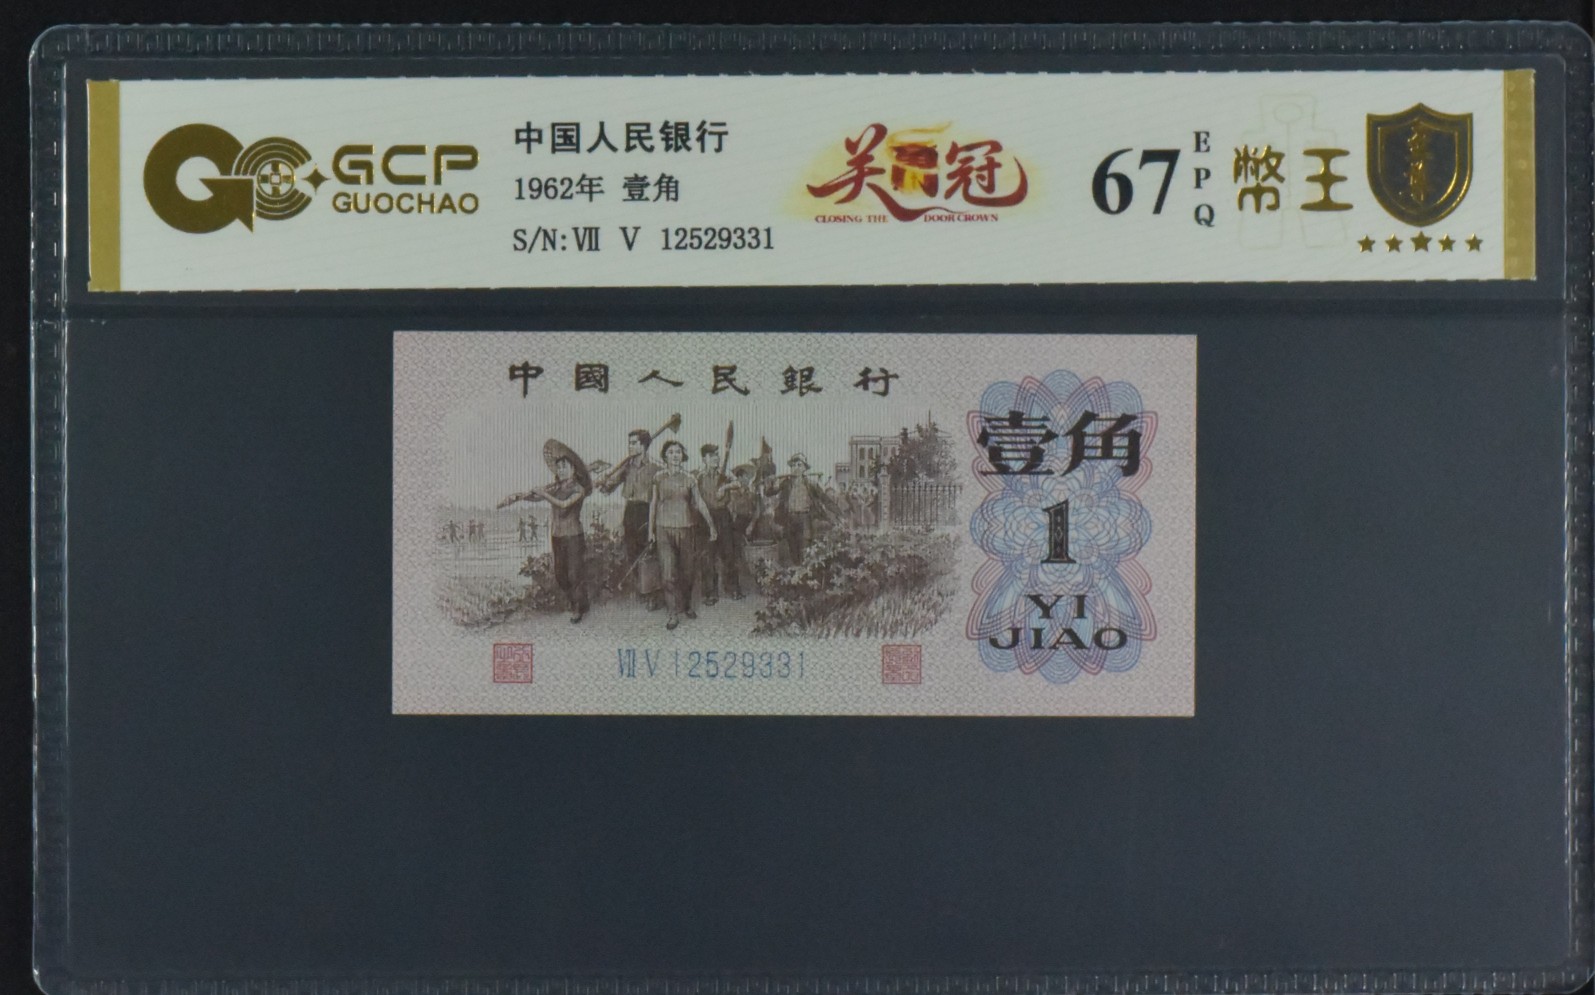 GCP
GUOCHAO
中国人民银行
1962年 壹角
S/N:Ⅶ V 12529331
关门冠
CLOSING THE DOOR CROWN
67
EPQ
幣王
中國人民銀行
壹角
1
YI
JIAO
Ⅶ V 12529331